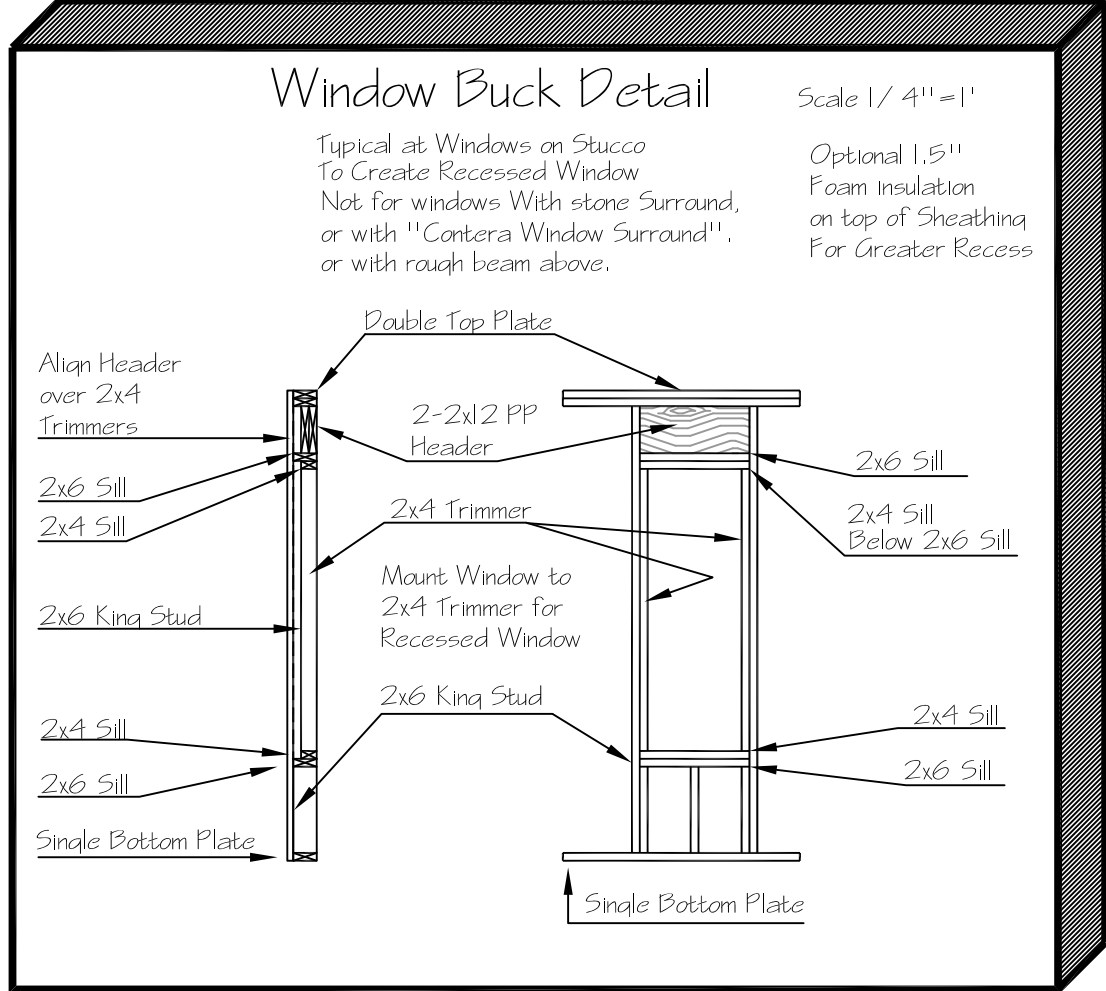 Window Buck Detail
Scale 1/4"=1'
Typical at Windows on Stucco
To Create Recessed Window
Not for windows With stone Surround,
or with "Contera Window Surround".
or with rough beam above.
Optional 1.5"
Foam Insulation
on top of Sheathing
For Greater Recess
Double Top Plate
Align Header
over 2x4
Trimmers
2-2x12 PP
Header
2x6 Sill
2x6 Sill
2x4 Sill
2x4 Trimmer
2x4 Sill
Below 2x6 Sill
Mount Window to
2x4 Trimmer for
Recessed Window
2x6 King Stud
2x6 King Stud
2x4 Sill
2x4 Sill
2x6 Sill
2x6 Sill
Single Bottom Plate
Single Bottom Plate